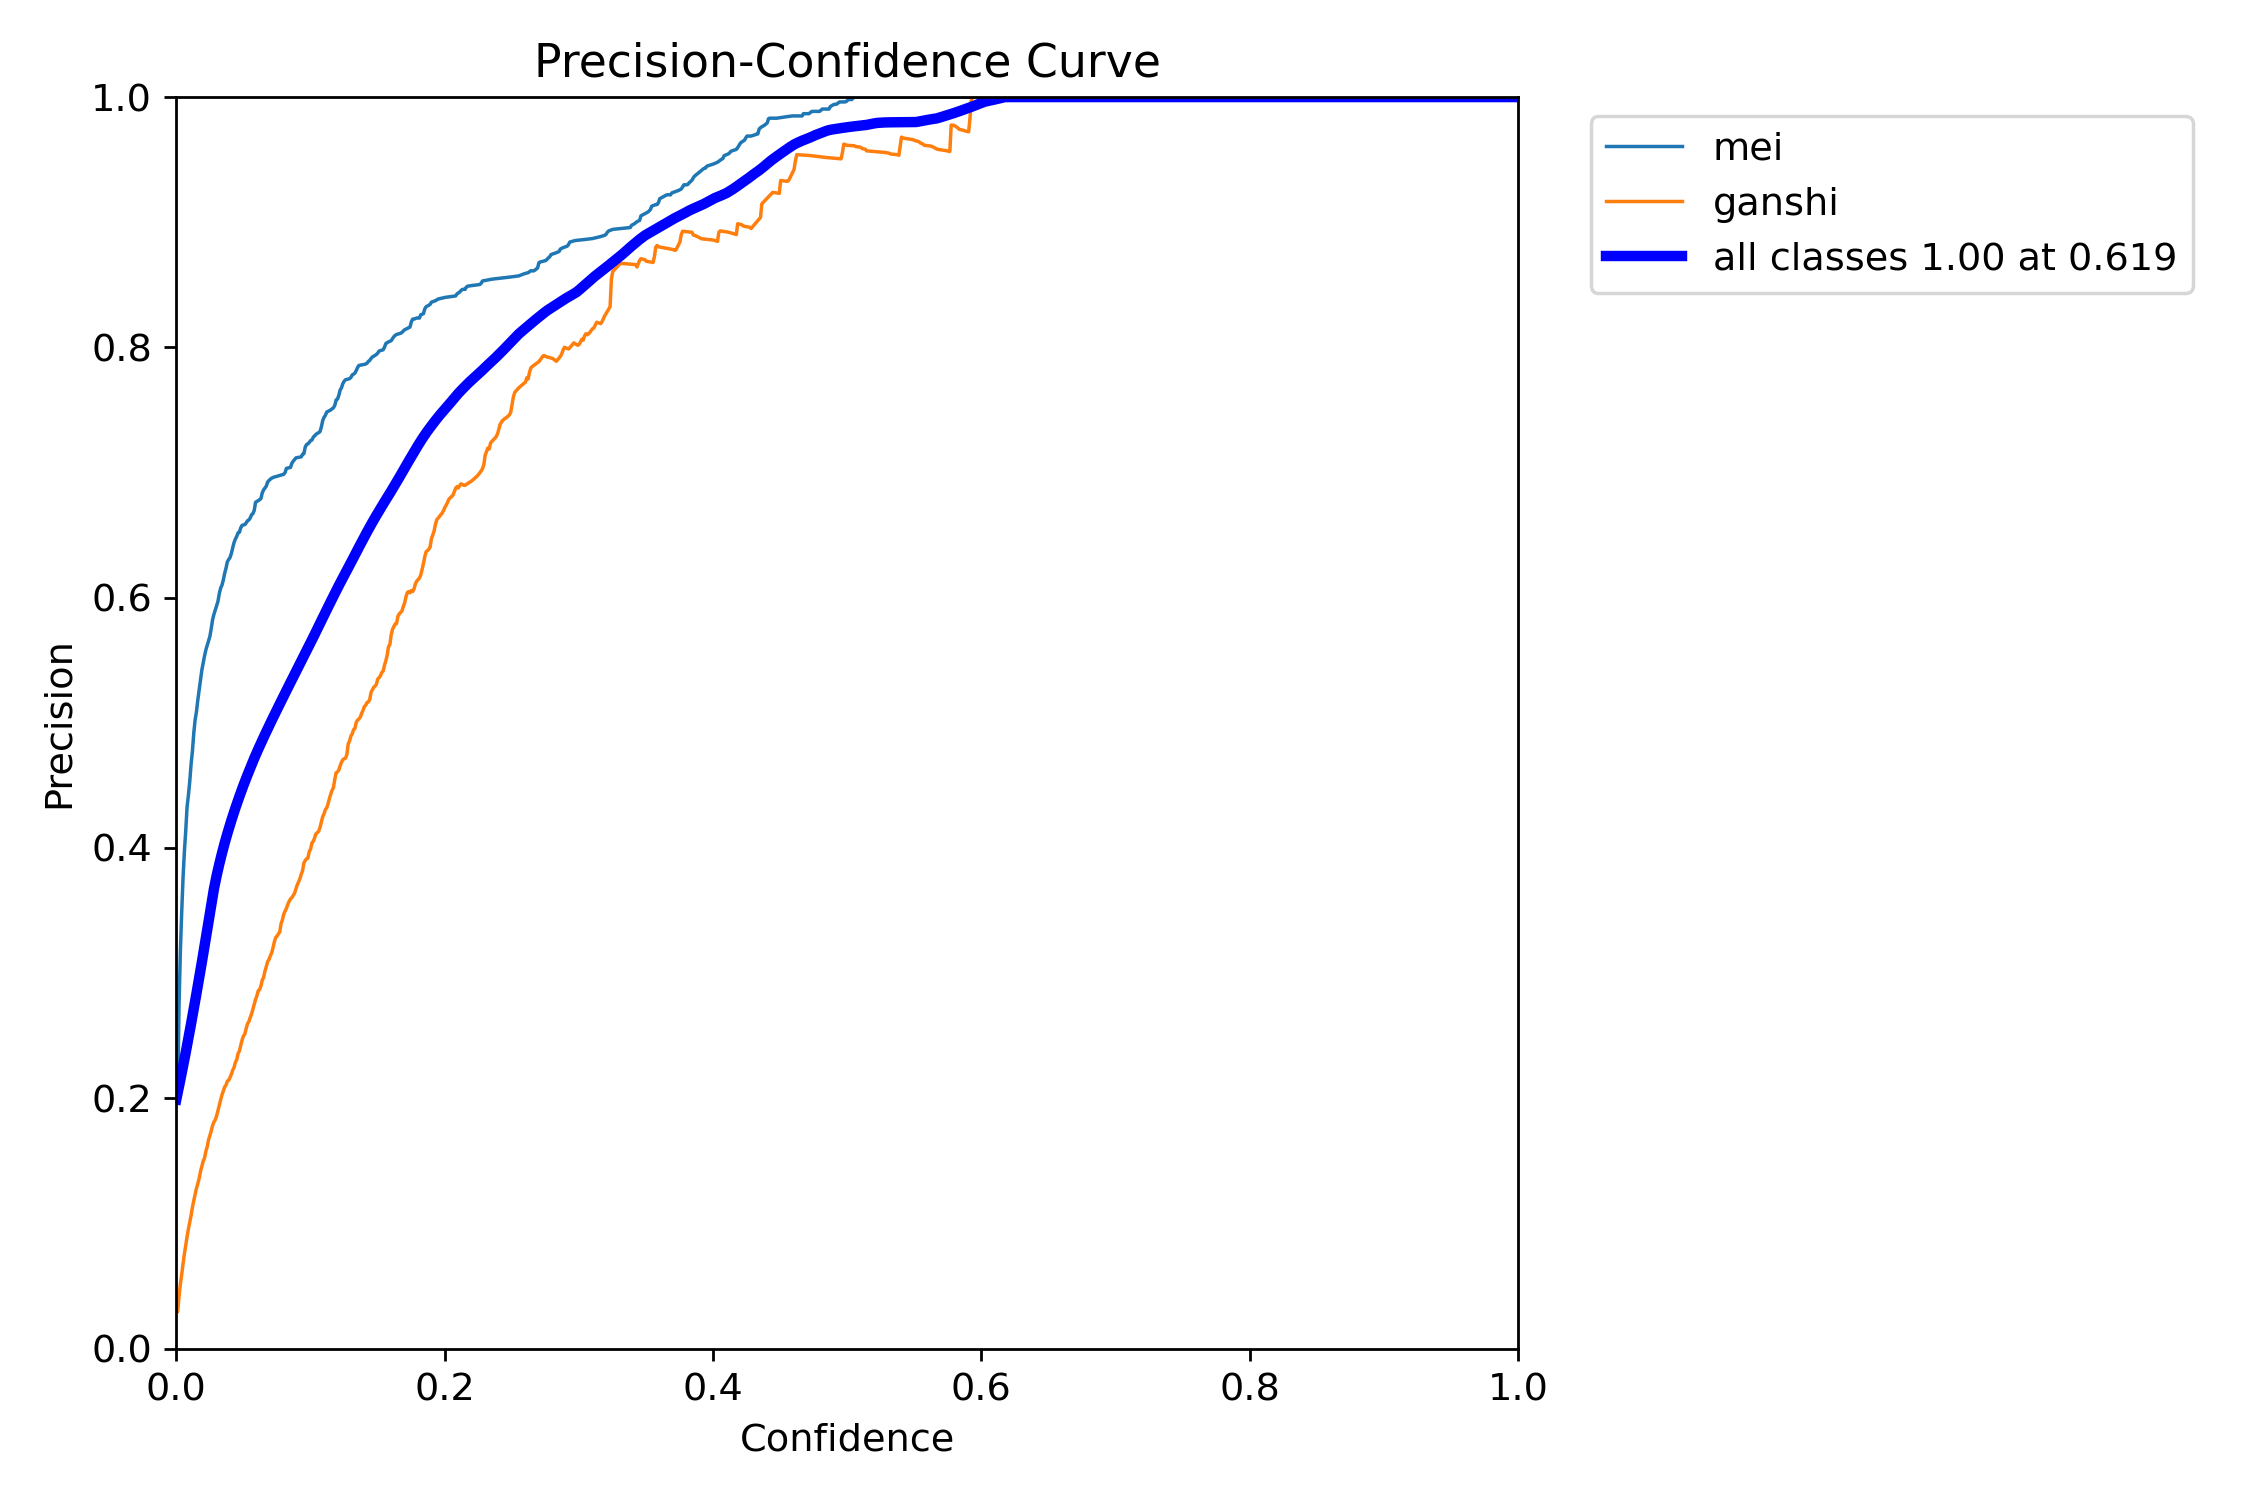 Precision-Confidence Curve
1.0
0.8
0.6
0.4
0.2
0.0
Precision
0.0 0.2 0.4 0.6 0.8 1.0
Confidence
mei
ganshi
all classes 1.00 at 0.619